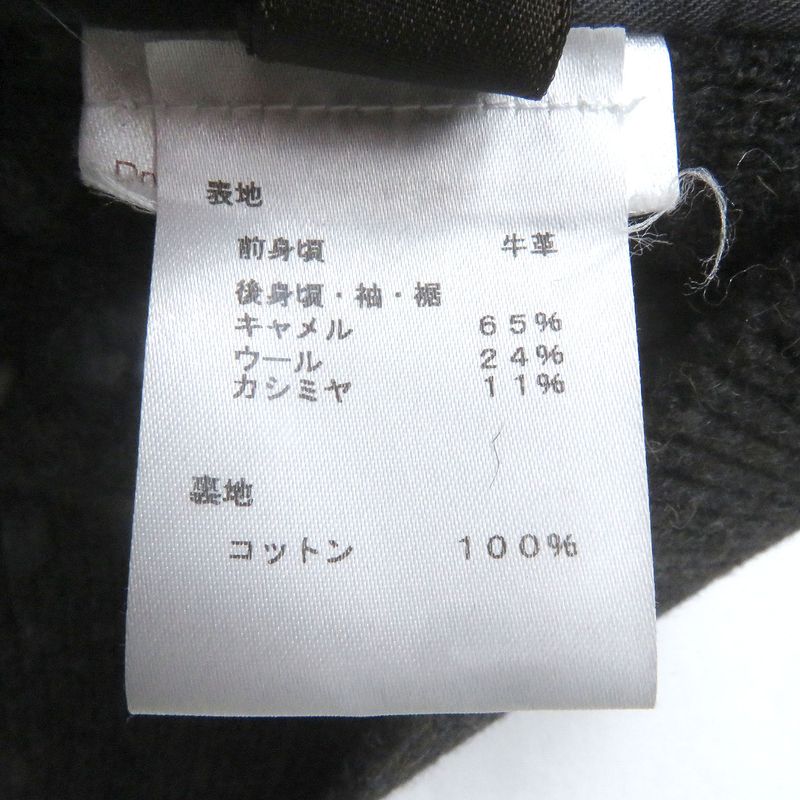 表地
前身頃 牛革
後身頃・袖・裾
キャメル 65%
ウール 24%
カシミヤ 11%
裏地
コットン 100%